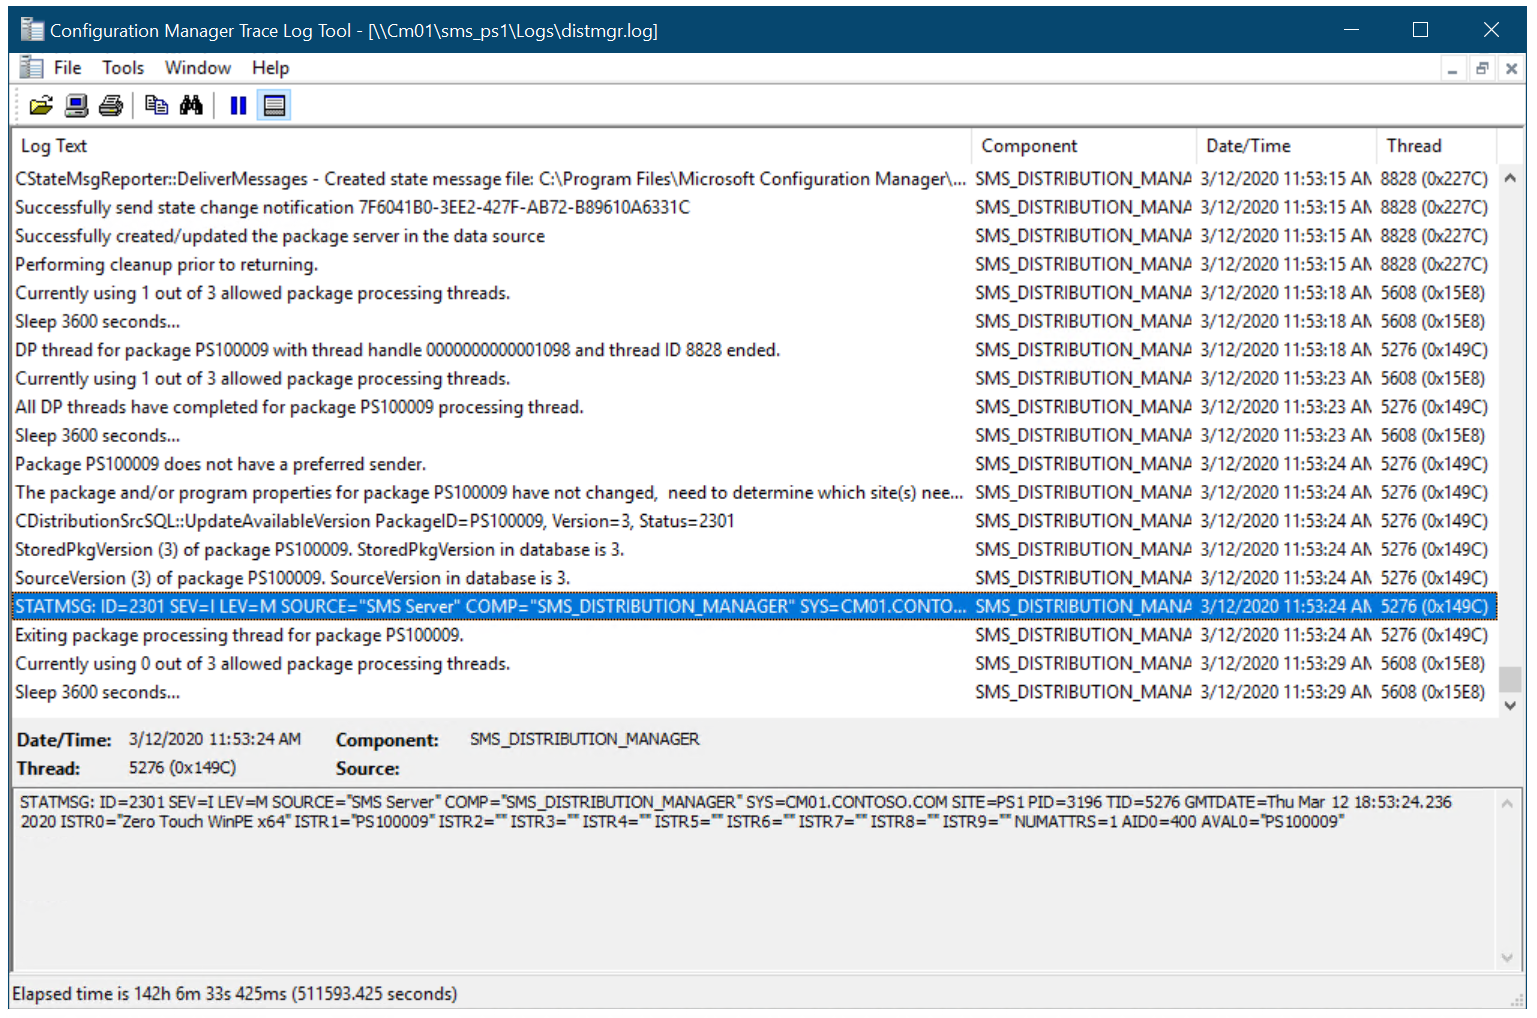 Configuration Manager Trace Log Tool - [\\Cm01\sms_ps1\Logs\distmgr.log]
File Tools Window Help
Log Text Component Date/Time Thread
CStateMsgReporter::DeliverMessages - Created state message file: C:\Program Files\Microsoft Configuration Manager\... SMS_DISTRIBUTION_MANA 3/12/2020 11:53:15 AM 8828 (0x227C)
Successfully send state change notification 7F6041B0-3EE2-427F-AB72-B89610A6331C SMS_DISTRIBUTION_MANA 3/12/2020 11:53:15 AM 8828 (0x227C)
Successfully created/updated the package server in the data source SMS_DISTRIBUTION_MANA 3/12/2020 11:53:15 AM 8828 (0x227C)
Performing cleanup prior to returning. SMS_DISTRIBUTION_MANA 3/12/2020 11:53:15 AM 8828 (0x227C)
Currently using 1 out of 3 allowed package processing threads. SMS_DISTRIBUTION_MANA 3/12/2020 11:53:18 AM 5608 (0x15E8)
Sleep 3600 seconds... SMS_DISTRIBUTION_MANA 3/12/2020 11:53:18 AM 5608 (0x15E8)
DP thread for package PS100009 with thread handle 0000000000001098 and thread ID 8828 ended. SMS_DISTRIBUTION_MANA 3/12/2020 11:53:18 AM 5276 (0x149C)
Currently using 1 out of 3 allowed package processing threads. SMS_DISTRIBUTION_MANA 3/12/2020 11:53:23 AM 5608 (0x15E8)
All DP threads have completed for package PS100009 processing thread. SMS_DISTRIBUTION_MANA 3/12/2020 11:53:23 AM 5276 (0x149C)
Sleep 3600 seconds... SMS_DISTRIBUTION_MANA 3/12/2020 11:53:23 AM 5608 (0x15E8)
Package PS100009 does not have a preferred sender. SMS_DISTRIBUTION_MANA 3/12/2020 11:53:24 AM 5276 (0x149C)
The package and/or program properties for package PS100009 have not changed,  need to determine which site(s) nee... SMS_DISTRIBUTION_MANA 3/12/2020 11:53:24 AM 5276 (0x149C)
CDistributionSrcSQL::UpdateAvailableVersion PackageID=PS100009, Version=3, Status=2301 SMS_DISTRIBUTION_MANA 3/12/2020 11:53:24 AM 5276 (0x149C)
StoredPkgVersion (3) of package PS100009. StoredPkgVersion in database is 3. SMS_DISTRIBUTION_MANA 3/12/2020 11:53:24 AM 5276 (0x149C)
SourceVersion (3) of package PS100009. SourceVersion in database is 3. SMS_DISTRIBUTION_MANA 3/12/2020 11:53:24 AM 5276 (0x149C)
STATMSG: ID=2301 SEV=I LEV=M SOURCE="SMS Server" COMP="SMS_DISTRIBUTION_MANAGER" SYS=CM01.CONTO... SMS_DISTRIBUTION_MANA 3/12/2020 11:53:24 AM 5276 (0x149C)
Exiting package processing thread for package PS100009. SMS_DISTRIBUTION_MANA 3/12/2020 11:53:24 AM 5276 (0x149C)
Currently using 0 out of 3 allowed package processing threads. SMS_DISTRIBUTION_MANA 3/12/2020 11:53:29 AM 5608 (0x15E8)
Sleep 3600 seconds... SMS_DISTRIBUTION_MANA 3/12/2020 11:53:29 AM 5608 (0x15E8)
Date/Time: 3/12/2020 11:53:24 AM Component: SMS_DISTRIBUTION_MANAGER
Thread: 5276 (0x149C) Source:
STATMSG: ID=2301 SEV=I LEV=M SOURCE="SMS Server" COMP="SMS_DISTRIBUTION_MANAGER" SYS=CM01.CONTOSO.COM SITE=PS1 PID=3196 TID=5276 GMTDATE=Thu Mar 12 18:53:24.236
2020 ISTR0="Zero Touch WinPE x64" ISTR1="PS100009" ISTR2="" ISTR3="" ISTR4="" ISTR5="" ISTR6="" ISTR7="" ISTR8="" ISTR9="" NUMATTRS=1 AID0=400 AVAL0="PS100009"
Elapsed time is 142h 6m 33s 425ms (511593.425 seconds)